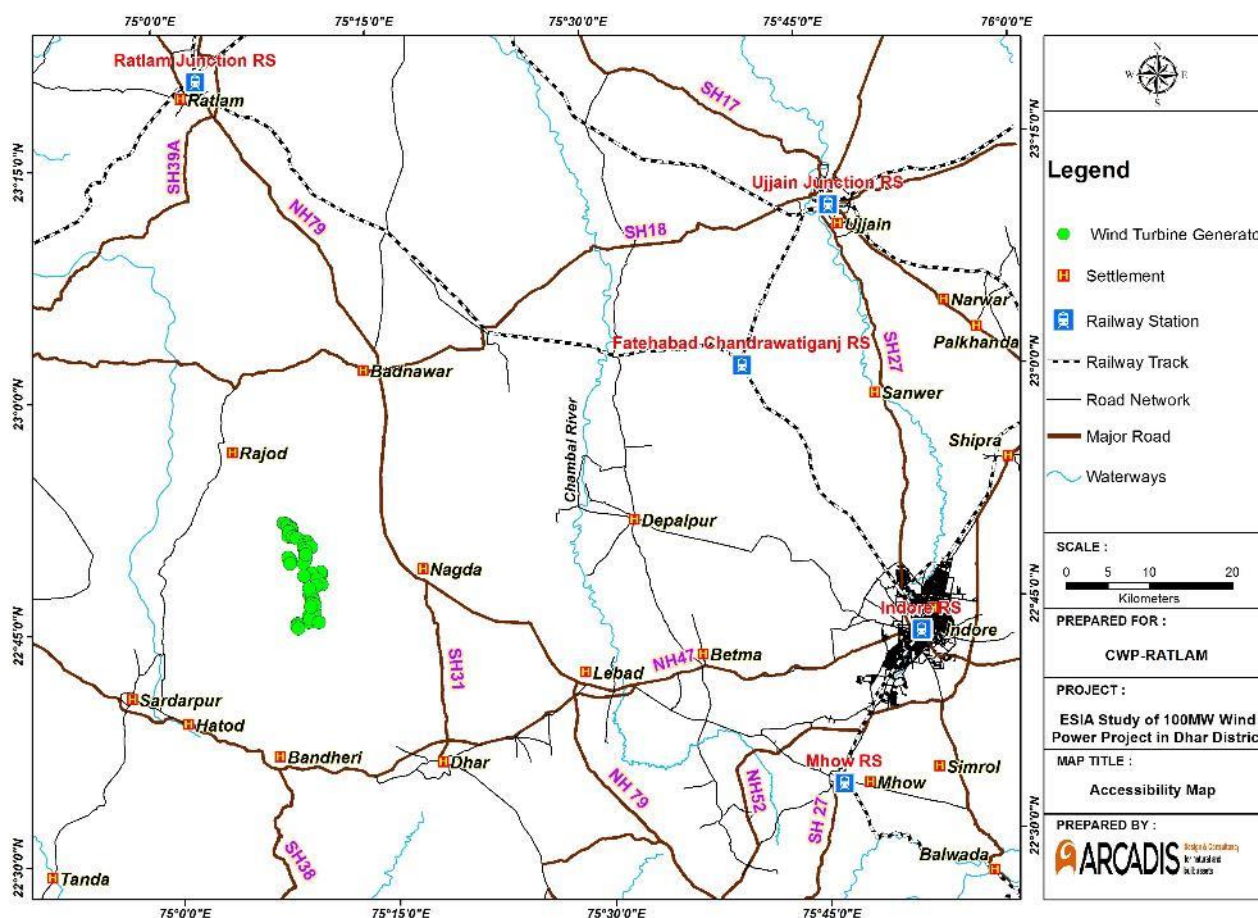 75°0'0"E
75°15'0"E
75°30'0"E
75°45'0"E
76°0'0"E
Ratlam Junction RS
Ratlam
SH17
SH39A
NH79
SH18
Ujjain Junction RS
Ujjain
Narwar
Palkhanda
Fatehabad Chandrawatiganj RS
SH27
Badnawar
Sanwer
Chambal River
Rajod
Shipra
Depalpur
Nagda
Indore RS
Indore
Betma
NH47
Lebad
SH31
Sardarpur
Hatod
Bandheri
Dhar
Mhow RS
Mhow
Simrol
NH 79
NH52
SH 27
SH38
Balwada
Tanda
23°15'0"N
23°0'0"N
22°45'0"N
22°30'0"N
23°15'0"N
23°0'0"N
22°45'0"N
22°30'0"N
75°0'0"E
75°15'0"E
75°30'0"E
75°45'0"E
N
W
E
S
Legend
Wind Turbine Generato
H Settlement
Railway Station
Railway Track
Road Network
Major Road
Waterways
SCALE :
0 5 10 20
Kilometers
PREPARED FOR :
CWP-RATLAM
PROJECT :
ESIA Study of 100MW Wind
Power Project in Dhar Distric
MAP TITLE :
Accessibility Map
PREPARED BY :
ARCADIS
Design & Consultancy
for natural and
built assets